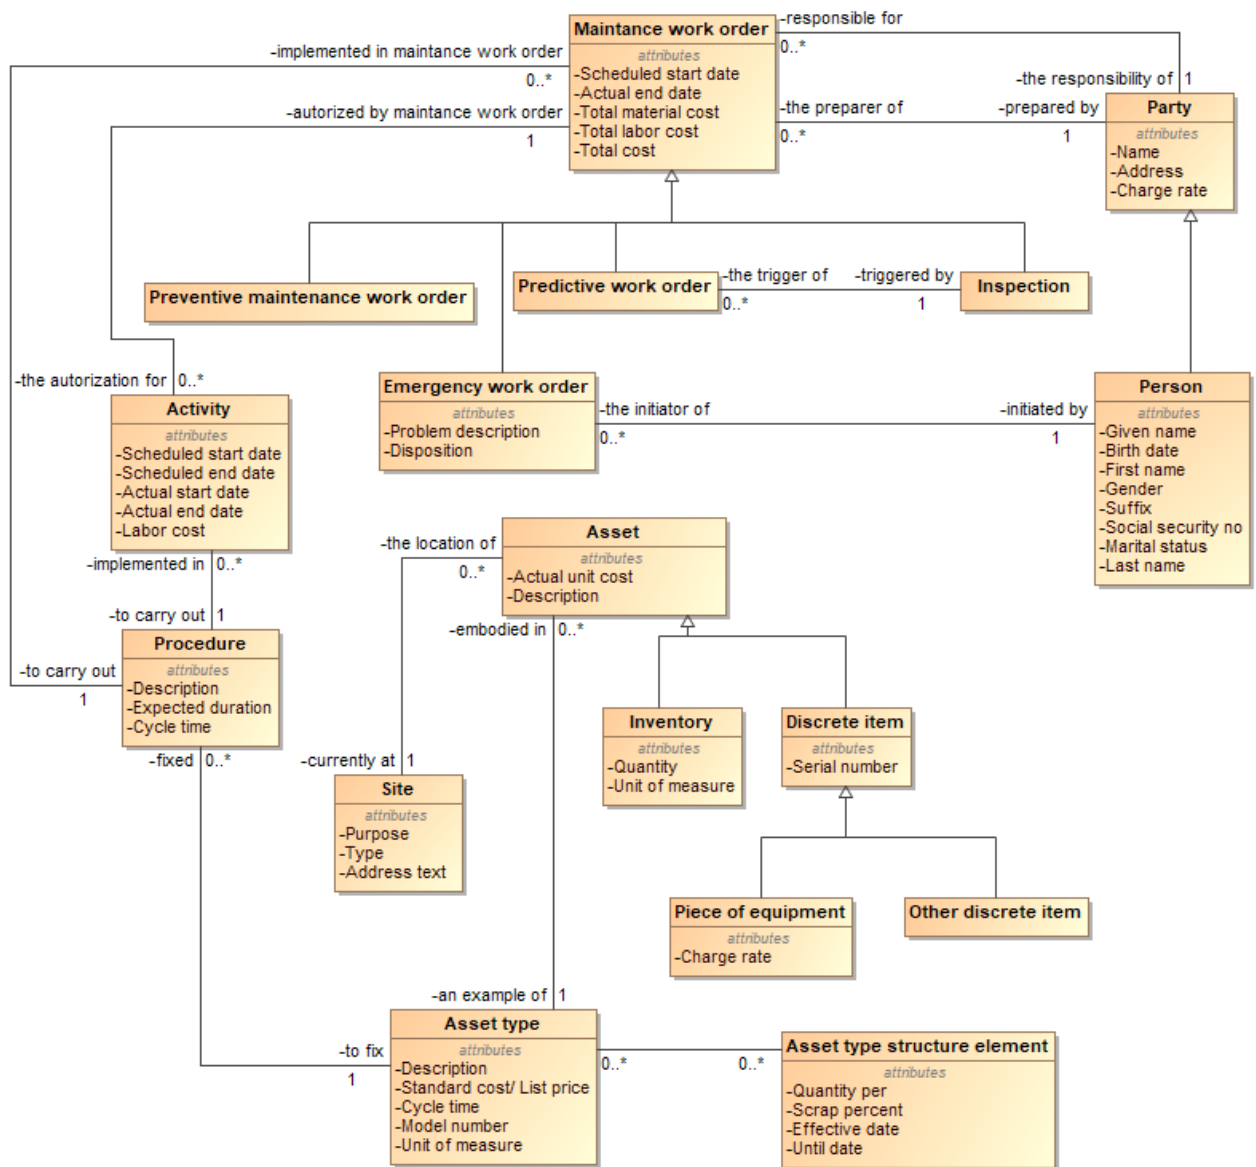 Maintance work order
attributes
-Scheduled start date
-Actual end date
-Total material cost
-Total labor cost
-Total cost
-responsible for
0..*
-the responsibility of
1
-implemented in maintance work order
0..*
-autorized by maintance work order
1
-the preparer of
0..*
-prepared by
1
Party
attributes
-Name
-Address
-Charge rate
Preventive maintenance work order
Predictive work order
-the trigger of
0..*
-triggered by
1
Inspection
-the autorization for
0..*
Activity
attributes
-Scheduled start date
-Scheduled end date
-Actual start date
-Actual end date
-Labor cost
Emergency work order
attributes
-Problem description
-Disposition
-the initiator of
0..*
-initiated by
1
Person
attributes
-Given name
-Birth date
-First name
-Gender
-Suffix
-Social security no
-Marital status
-Last name
-implemented in
0..*
-to carry out
1
-the location of
0..*
Asset
attributes
-Actual unit cost
-Description
-embodied in
0..*
-to carry out
1
Procedure
attributes
-Description
-Expected duration
-Cycle time
-fixed
0..*
-currently at
1
Site
attributes
-Purpose
-Type
-Address text
Inventory
attributes
-Quantity
-Unit of measure
Discrete item
attributes
-Serial number
Piece of equipment
attributes
-Charge rate
Other discrete item
-an example of
1
-to fix
1
Asset type
attributes
-Description
-Standard cost/ List price
-Cycle time
-Model number
-Unit of measure
0..*
0..*
Asset type structure element
attributes
-Quantity per
-Scrap percent
-Effective date
-Until date